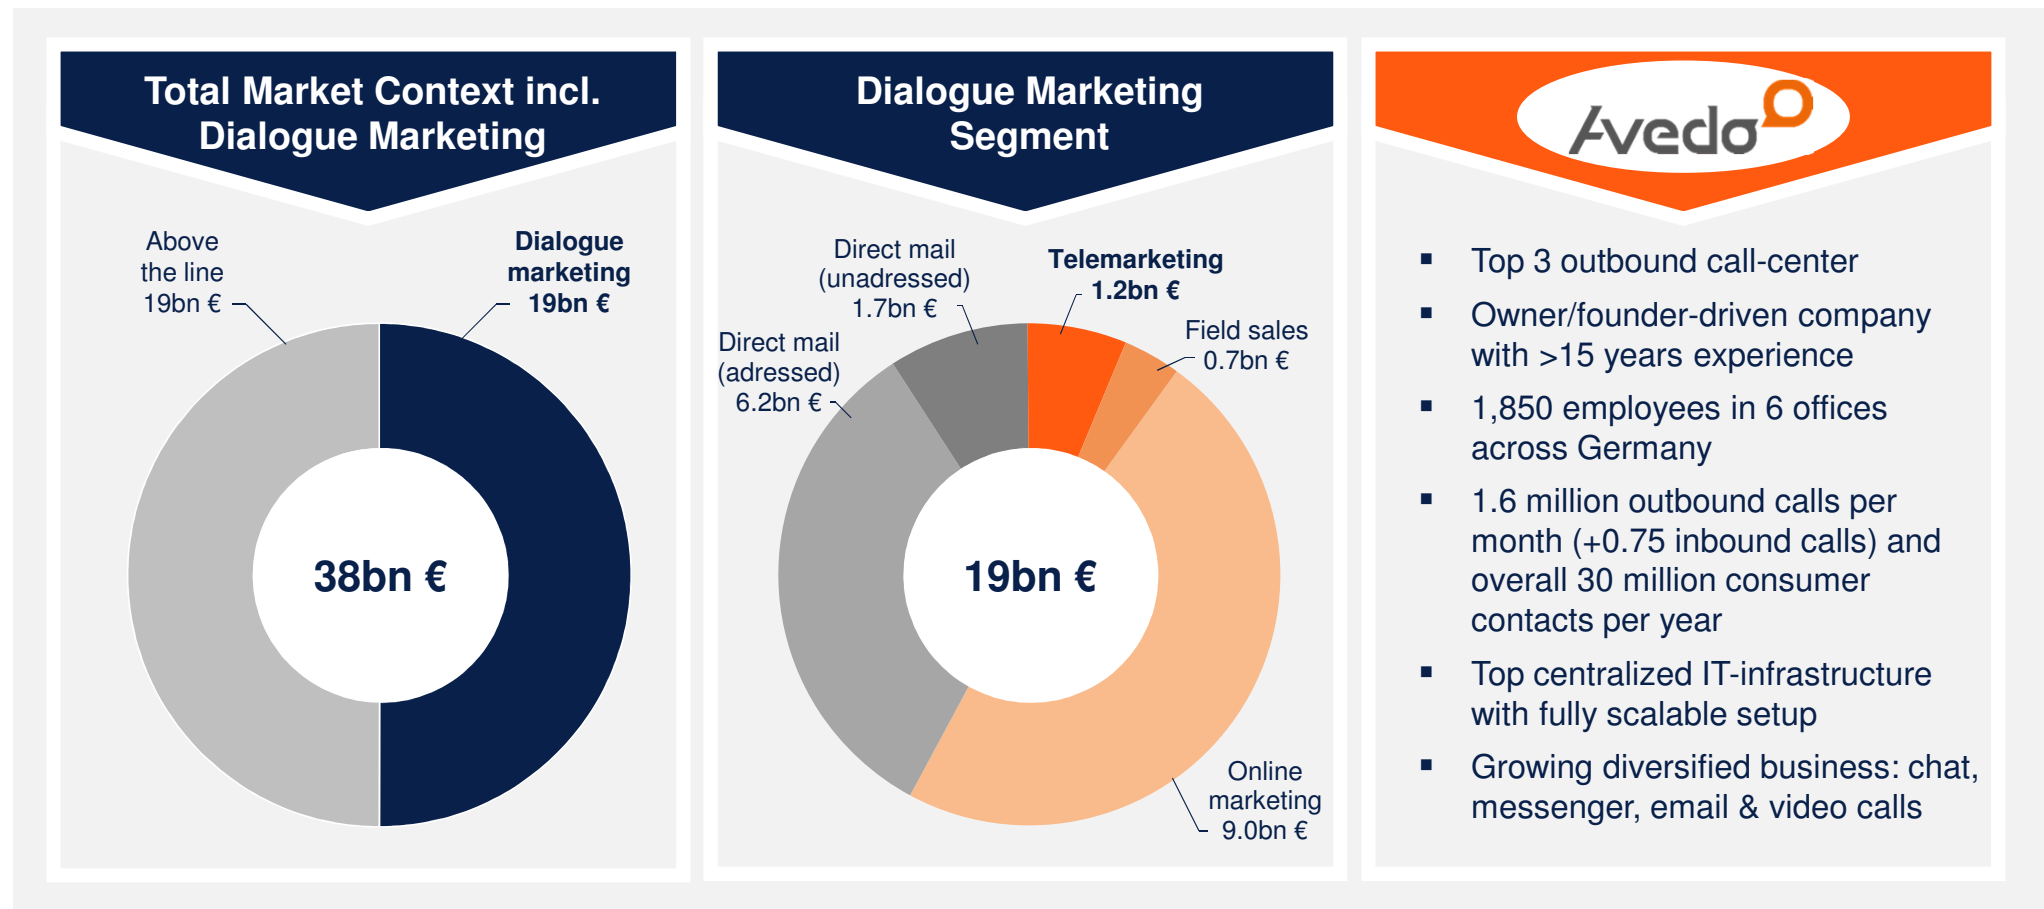 Total Market Context incl.
Dialogue Marketing
Above
the line
19bn €
Dialogue
marketing
19bn €
38bn €
Dialogue Marketing
Segment
Direct mail
(unadressed)
1.7bn €
Telemarketing
1.2bn €
Field sales
0.7bn €
Direct mail
(adressed)
6.2bn €
19bn €
Online
marketing
9.0bn €
Avedo
▪ Top 3 outbound call-center
▪ Owner/founder-driven company
with >15 years experience
▪ 1,850 employees in 6 offices
across Germany
▪ 1.6 million outbound calls per
month (+0.75 inbound calls) and
overall 30 million consumer
contacts per year
▪ Top centralized IT-infrastructure
with fully scalable setup
▪ Growing diversified business: chat,
messenger, email & video calls